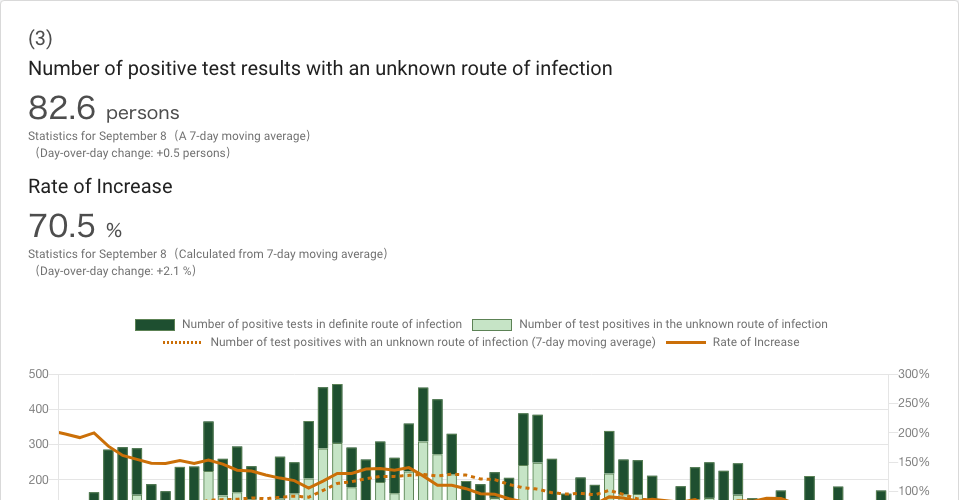 (3)
Number of positive test results with an unknown route of infection
82.6 persons
Statistics for September 8（A 7-day moving average）
（Day-over-day change: +0.5 persons）
Rate of Increase
70.5 %
Statistics for September 8（Calculated from 7-day moving average）
（Day-over-day change: +2.1 %）
Number of positive tests in definite route of infection Number of test positives in the unknown route of infection
Number of test positives with an unknown route of infection (7-day moving average) Rate of Increase
500 300%
250%
400
200%
300
150%
200
100%